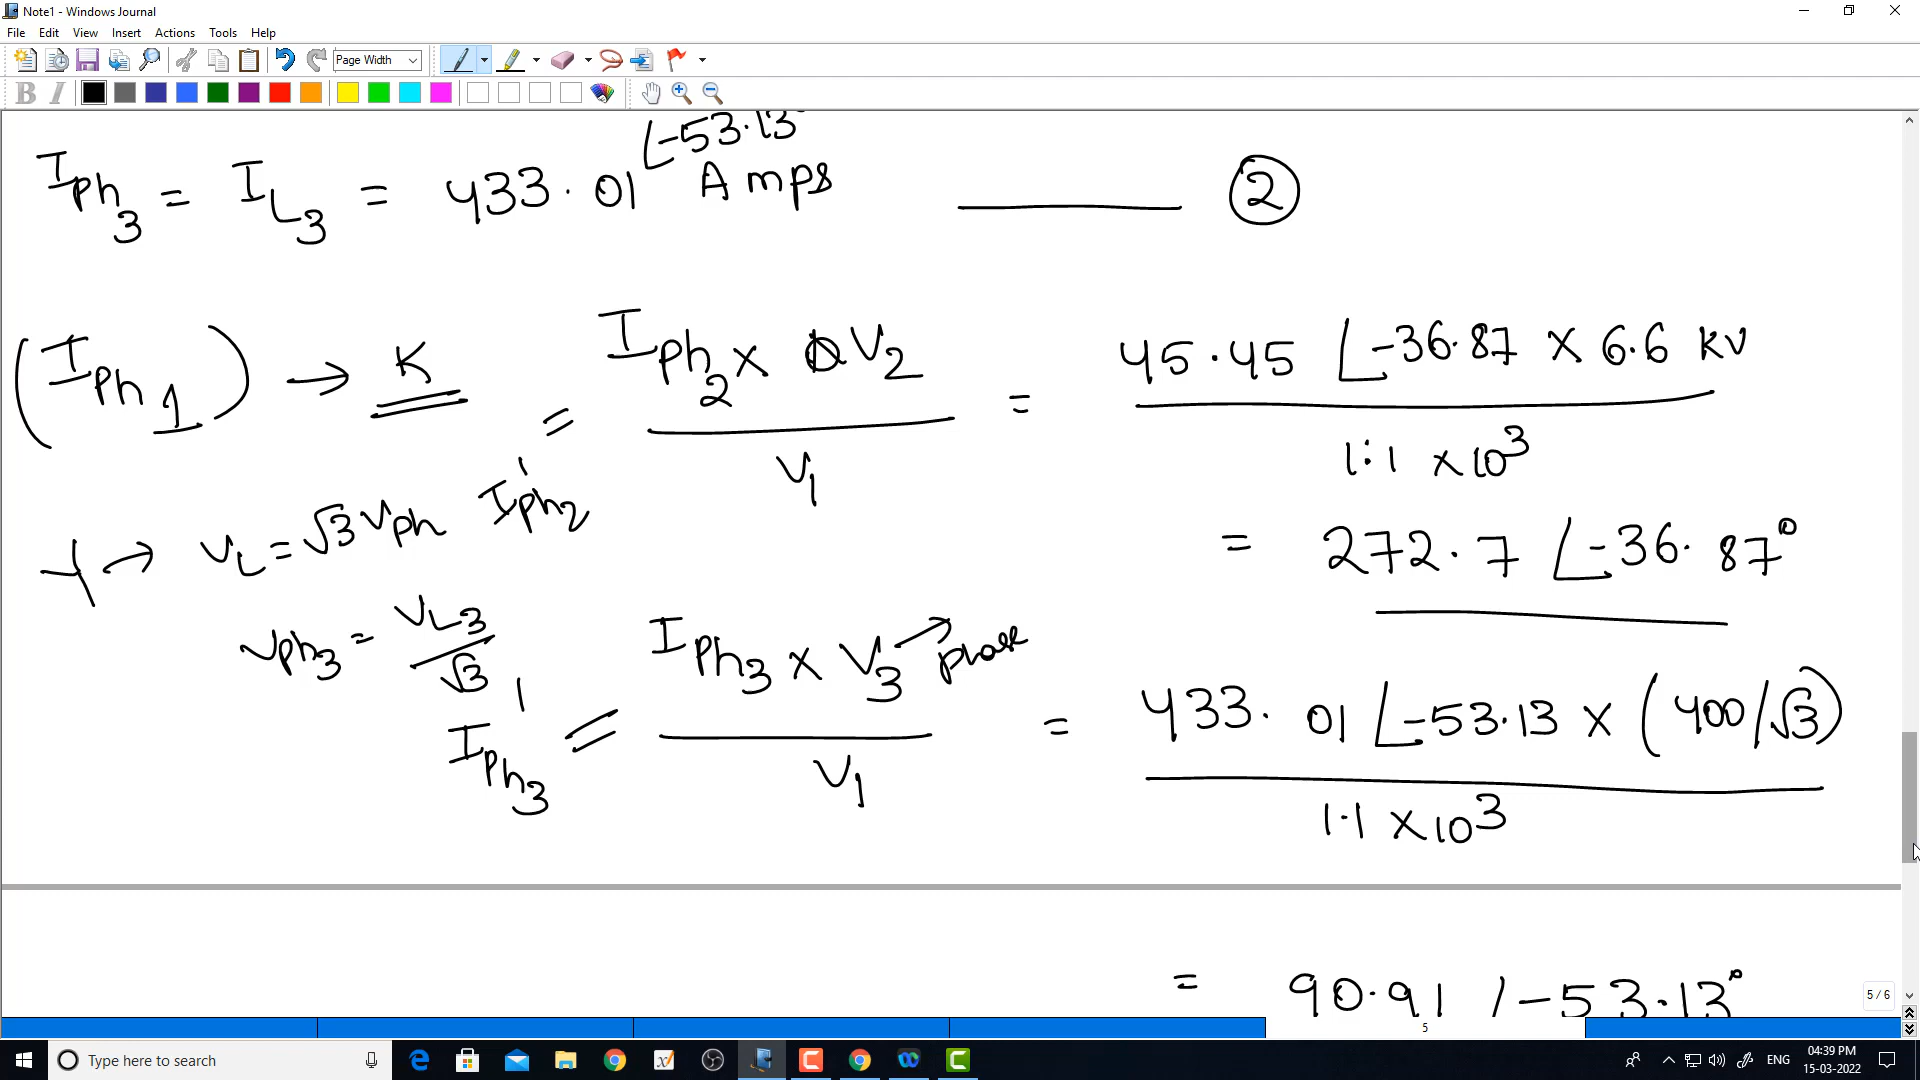 Note1 - Windows Journal
File Edit View Insert Actions Tools Help
Page Width
B I
∠-53.13°
Iph3 = IL3 = 433.01 Amps ——— ②
(Iph1) → K = Iph2 × V2 / V1 = 45.45 ∠-36.87 × 6.6 KV / 1:1 × 10³
Y → VL = √3 Vph I'ph2
= 272.7 ∠-36.87°
Vph3 = VL3 / √3
I'ph3 = Iph3 × V3 → phase / V1 = 433.01 ∠-53.13 × (400/√3) / 1.1 × 10³
= 90.91 /-53.13°
5 / 6
5
Type here to search
ENG
04:39 PM
15-03-2022